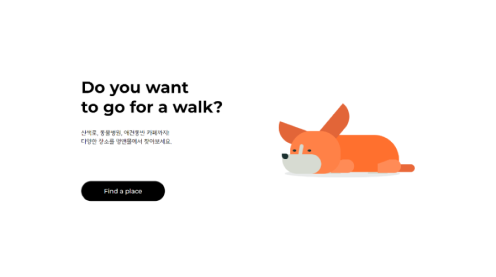 Do you want
to go for a walk?
산책로, 동물병원, 애견동반 카페까지!
다양한 장소를 댕댕플에서 찾아보세요.
Find a place